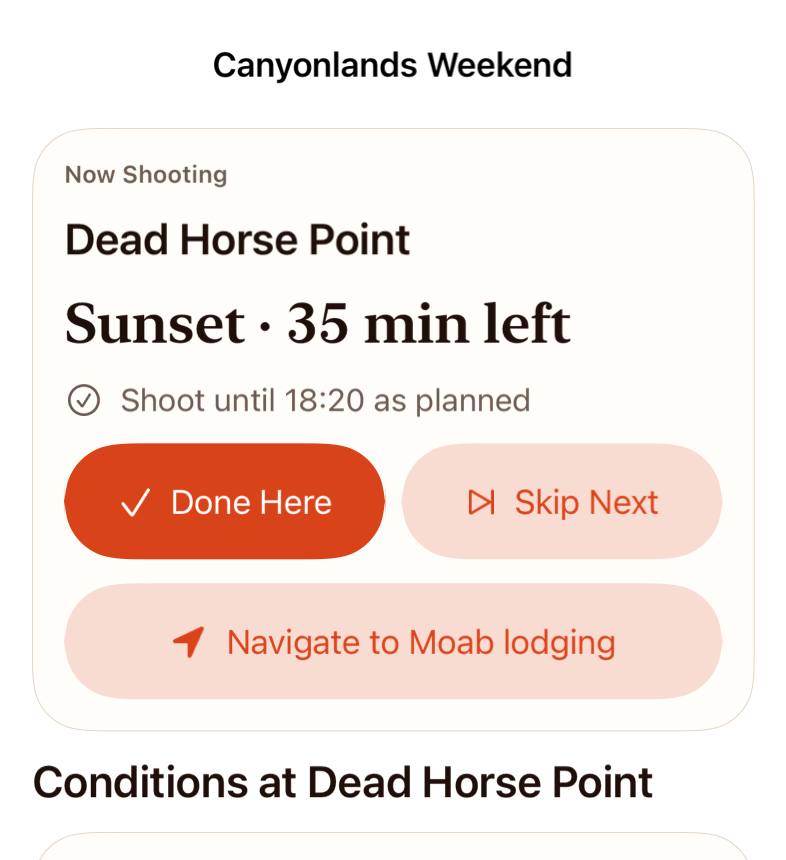 Canyonlands Weekend
Now Shooting
Dead Horse Point
Sunset · 35 min left
Shoot until 18:20 as planned
Done Here
Skip Next
Navigate to Moab lodging
Conditions at Dead Horse Point